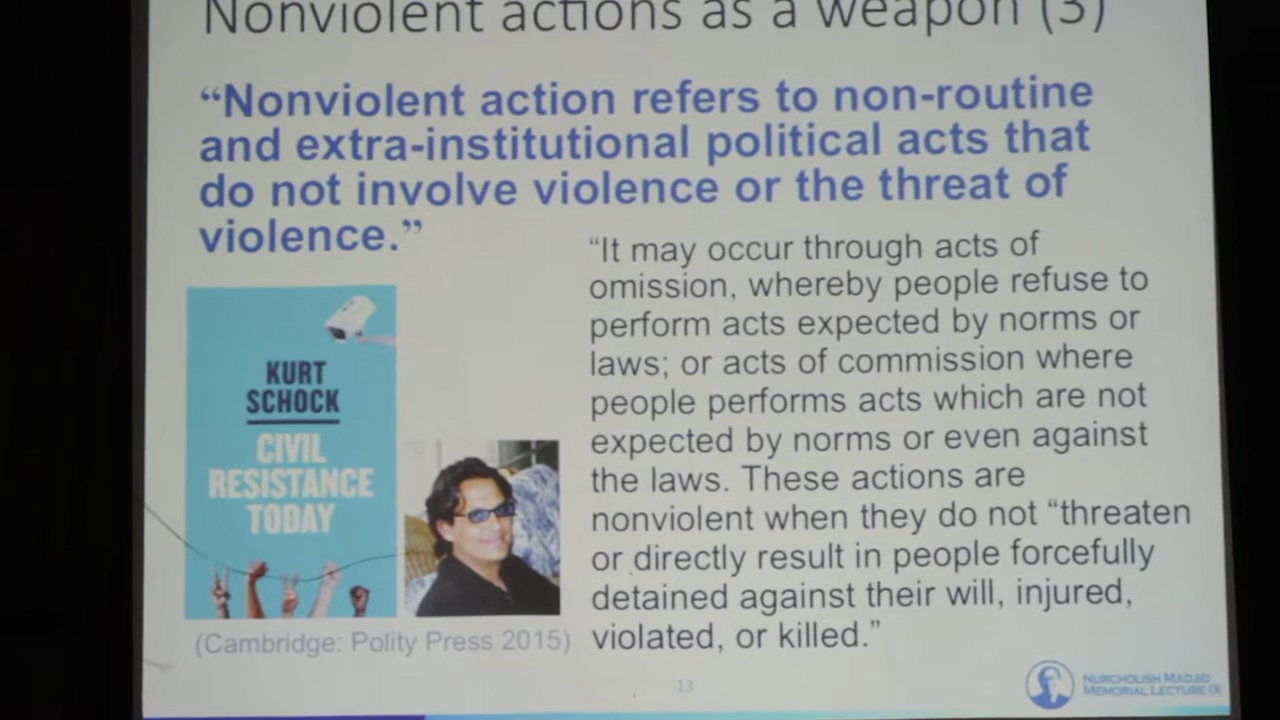 Nonviolent actions as a weapon (3)
“Nonviolent action refers to non-routine
and extra-institutional political acts that
do not involve violence or the threat of
violence.”
“It may occur through acts of
omission, whereby people refuse to
perform acts expected by norms or
laws; or acts of commission where
people performs acts which are not
expected by norms or even against
the laws. These actions are
nonviolent when they do not “threaten
or directly result in people forcefully
detained against their will, injured,
violated, or killed.”
KURT
SCHOCK
CIVIL
RESISTANCE
TODAY
(Cambridge: Polity Press 2015)
13
NURCHOLISH MADJID
MEMORIAL LECTURE IX